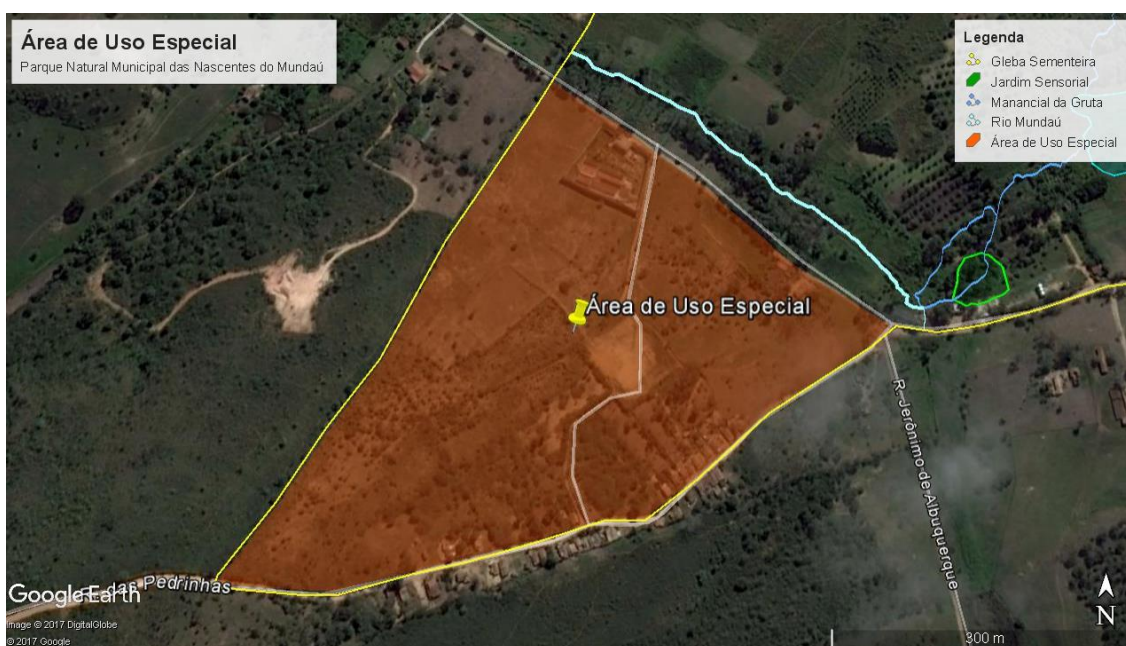 Área de Uso Especial
Parque Natural Municipal das Nascentes do Mundaú
Legenda
Gleba Sementeira
Jardim Sensorial
Manancial da Gruta
Rio Mundaú
Área de Uso Especial
Área de Uso Especial
R. Jerônimo de Albuquerque
das Pedrinhas
Google Earth
Image © 2017 DigitalGlobe
© 2017 Google
N
300 m